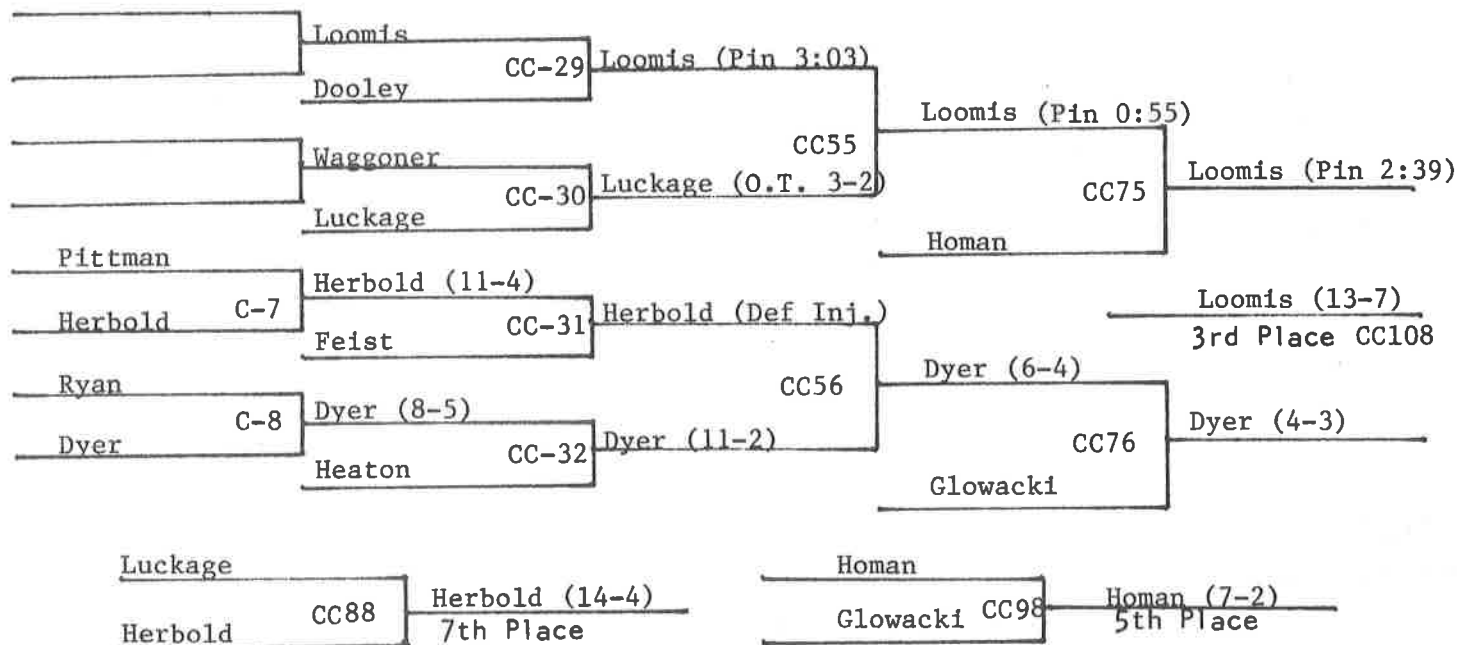 Loomis
CC-29
Loomis (Pin 3:03)
Dooley
Loomis (Pin 0:55)
CC55
Waggoner
Luckage (O.T. 3-2)
CC-30
Luckage
CC75
Loomis (Pin 2:39)
Homan
Pittman
C-7
Herbold
Herbold (11-4)
CC-31
Feist
Herbold (Def Inj.)
Loomis (13-7)
3rd Place CC108
Ryan
C-8
Dyer
Dyer (8-5)
CC-32
Heaton
Dyer (11-2)
CC56
Dyer (6-4)
CC76
Glowacki
Dyer (4-3)
Luckage
CC88
Herbold
Herbold (14-4)
7th Place
Homan
Glowacki CC98
Homan (7-2)
5th Place